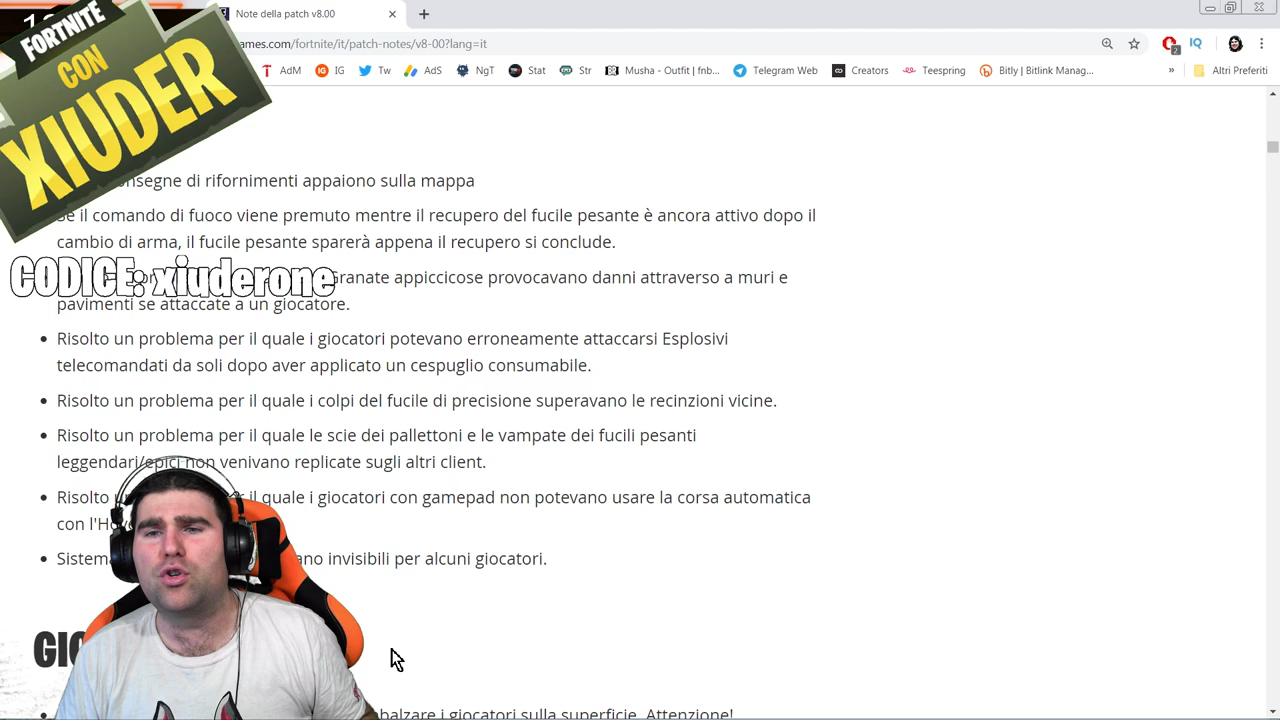 Note della patch v8.00
FORTNITE
CON
XIUDER
ames.com/fortnite/it/patch-notes/v8-00?lang=it
2
AdM
IG
Tw
AdS
NgT
Stat
Str
Musha - Outfit | fnb...
Telegram Web
Creators
Teespring
Bitly | Bitlink Manag...
»
Altri Preferiti
onsegne di rifornimenti appaiono sulla mappa
Se il comando di fuoco viene premuto mentre il recupero del fucile pesante è ancora attivo dopo il
cambio di arma, il fucile pesante sparerà appena il recupero si conclude.
CODICE: xiuderone
Granate appiccicose provocavano danni attraverso a muri e
pavimenti se attaccate a un giocatore.
• Risolto un problema per il quale i giocatori potevano erroneamente attaccarsi Esplosivi
telecomandati da soli dopo aver applicato un cespuglio consumabile.
• Risolto un problema per il quale i colpi del fucile di precisione superavano le recinzioni vicine.
• Risolto un problema per il quale le scie dei pallettoni e le vampate dei fucili pesanti
leggendari/epici non venivano replicate sugli altri client.
• Risolto per il quale i giocatori con gamepad non potevano usare la corsa automatica
con l'Ho
• Sistema ano invisibili per alcuni giocatori.
GIO
balzare i giocatori sulla superficie. Attenzione!